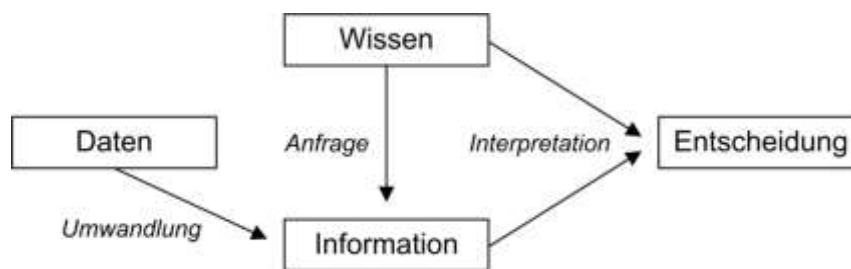 Wissen
Daten
Anfrage
Interpretation
Entscheidung
Umwandlung
Information